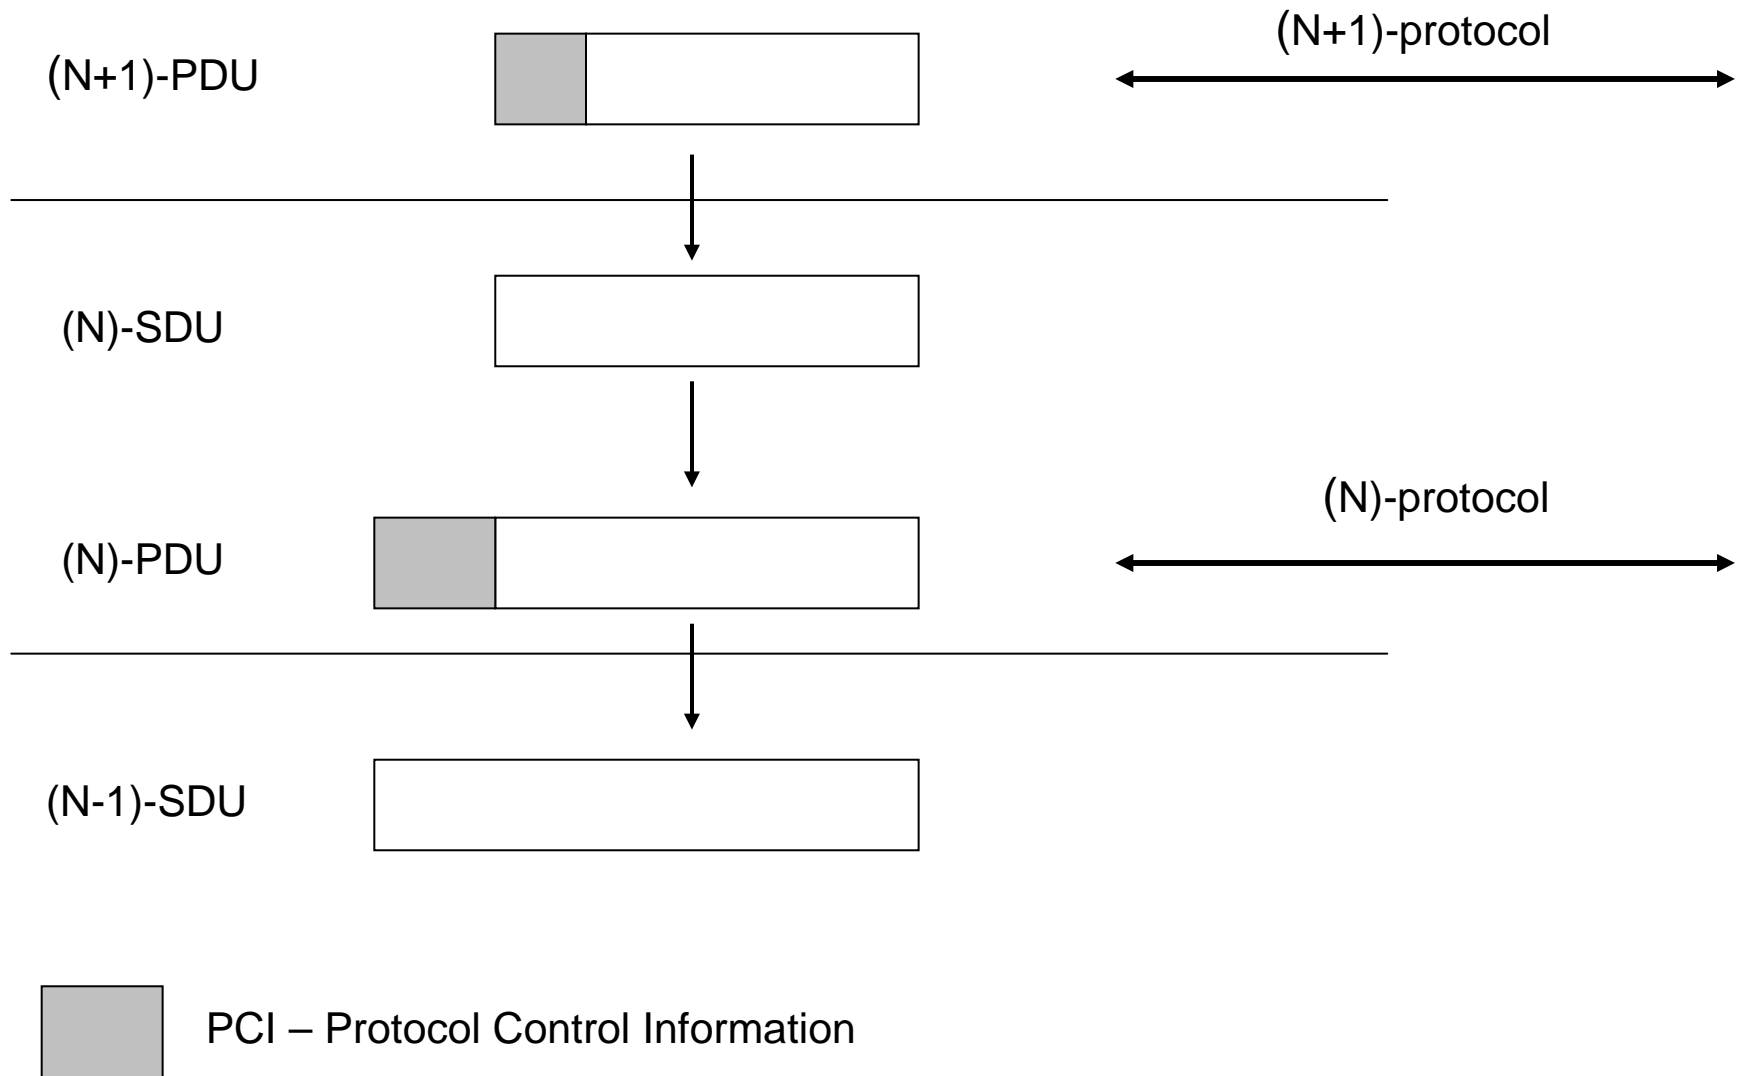 (N+1)-PDU
(N+1)-protocol
(N)-SDU
(N)-PDU
(N)-protocol
(N-1)-SDU
PCI – Protocol Control Information